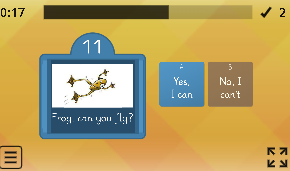 0:17
✓ 2
11
Frog, can you fly?
Yes,
I can
No, I
can't